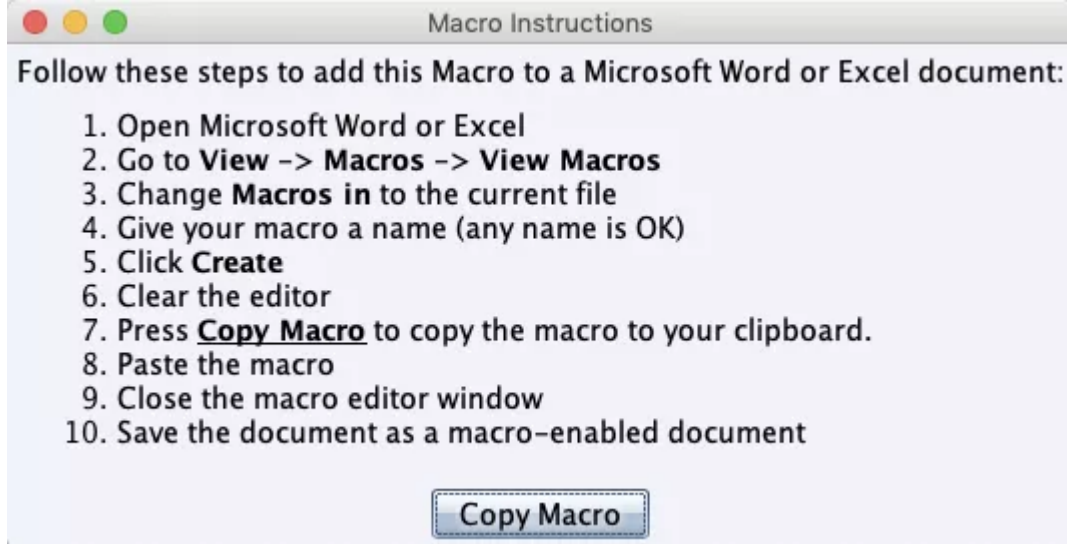 Macro Instructions
Follow these steps to add this Macro to a Microsoft Word or Excel document:
1. Open Microsoft Word or Excel
2. Go to View -> Macros -> View Macros
3. Change Macros in to the current file
4. Give your macro a name (any name is OK)
5. Click Create
6. Clear the editor
7. Press Copy Macro to copy the macro to your clipboard.
8. Paste the macro
9. Close the macro editor window
10. Save the document as a macro-enabled document
Copy Macro